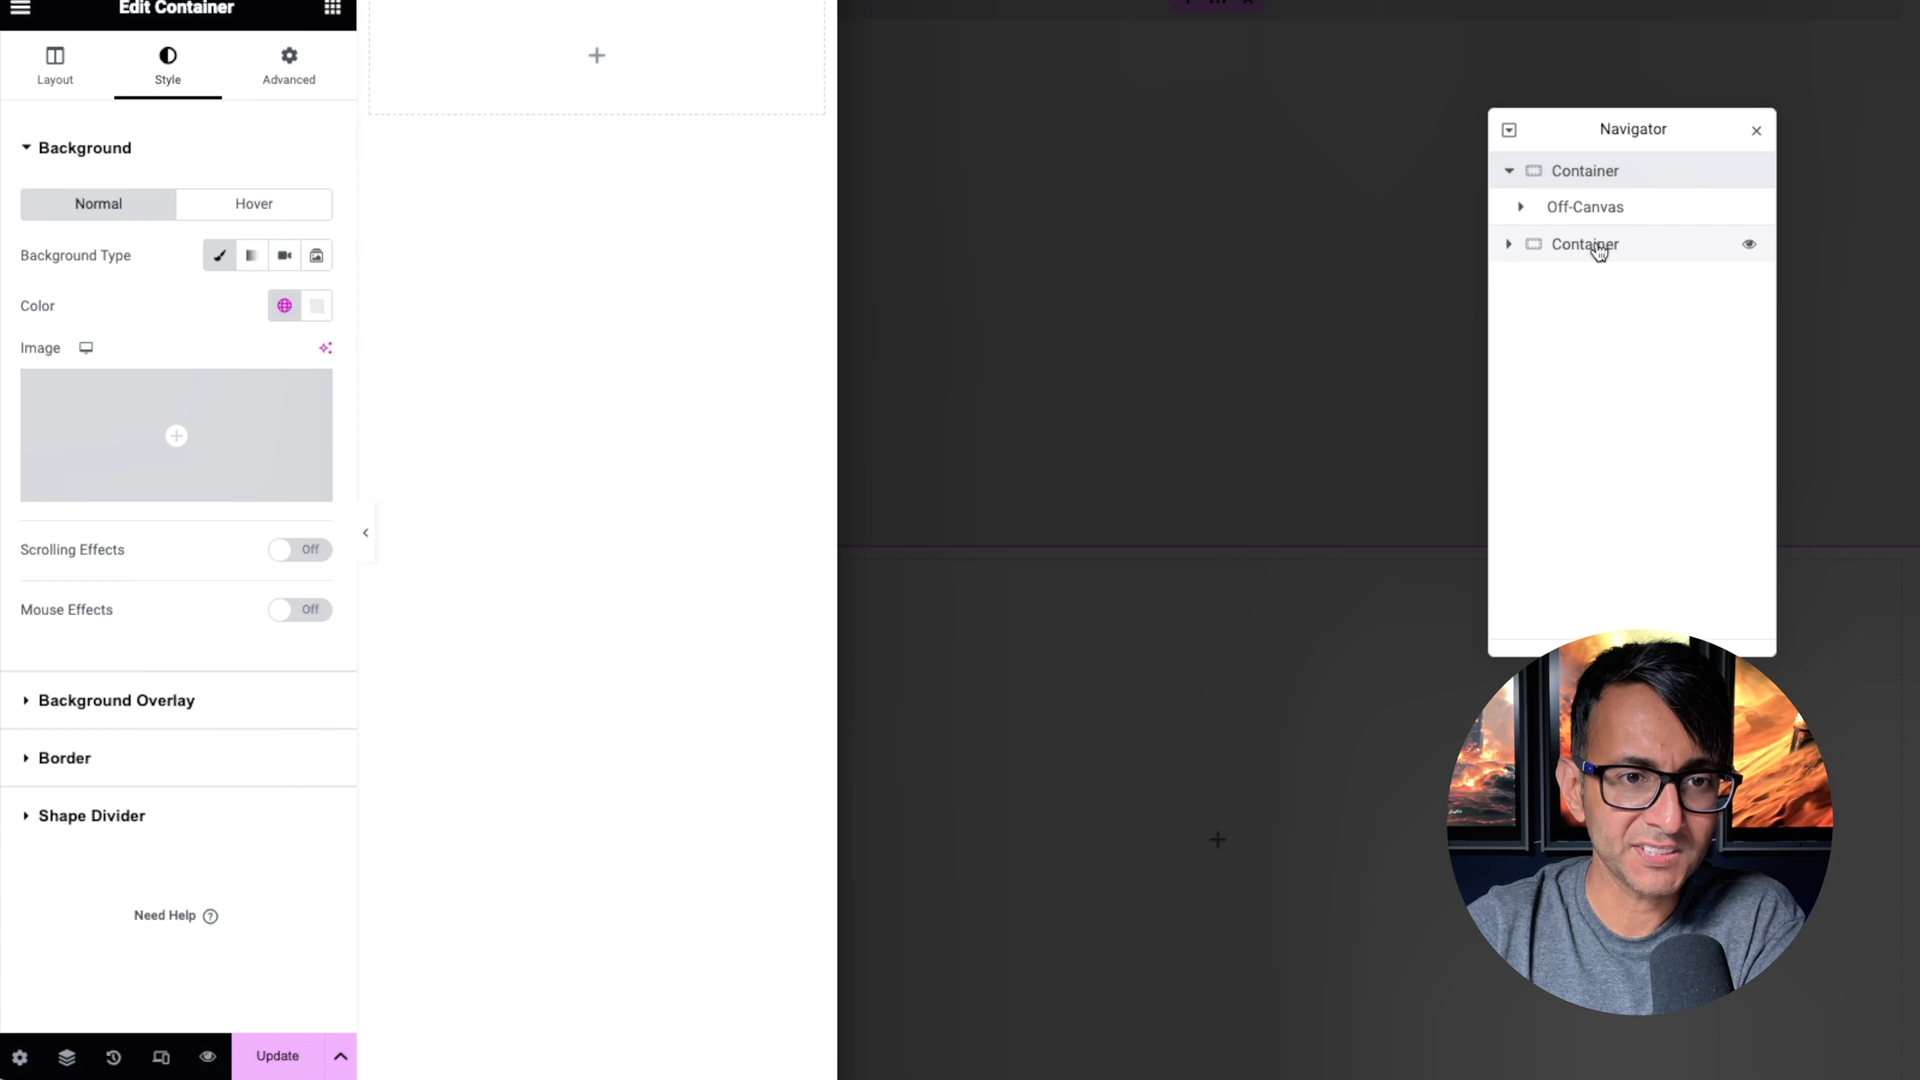 Edit Container
Layout
Style
Advanced
Background
Normal
Hover
Background Type
Color
Image
Scrolling Effects
Off
Mouse Effects
Off
Background Overlay
Border
Shape Divider
Need Help
Update
Navigator
Container
Off-Canvas
Container